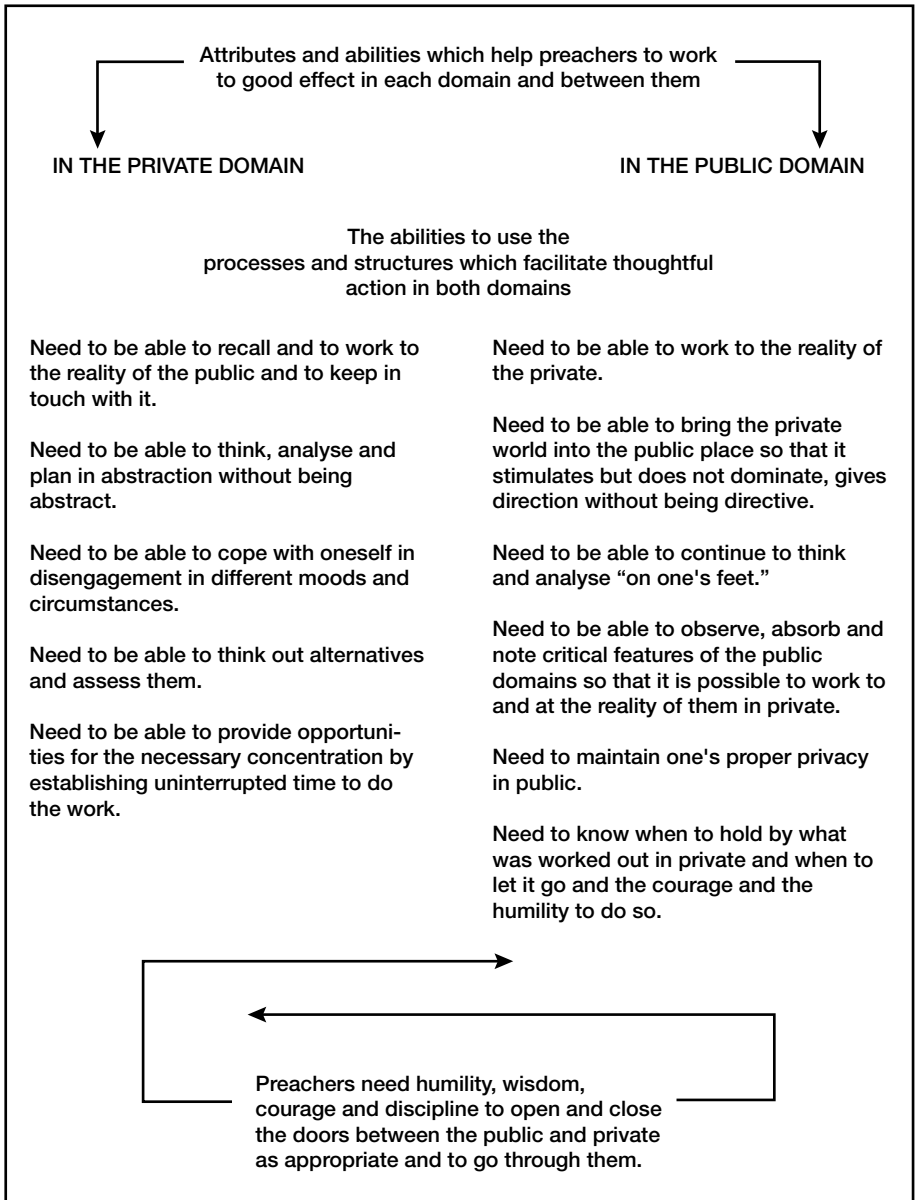 Attributes and abilities which help preachers to work
to good effect in each domain and between them
IN THE PRIVATE DOMAIN
IN THE PUBLIC DOMAIN
The abilities to use the
processes and structures which facilitate thoughtful
action in both domains
Need to be able to recall and to work to
the reality of the public and to keep in
touch with it.
Need to be able to think, analyse and
plan in abstraction without being
abstract.
Need to be able to cope with oneself in
disengagement in different moods and
circumstances.
Need to be able to think out alternatives
and assess them.
Need to be able to provide opportuni-
ties for the necessary concentration by
establishing uninterrupted time to do
the work.
Need to be able to work to the reality of
the private.
Need to be able to bring the private
world into the public place so that it
stimulates but does not dominate, gives
direction without being directive.
Need to be able to continue to think
and analyse “on one's feet.”
Need to be able to observe, absorb and
note critical features of the public
domains so that it is possible to work to
and at the reality of them in private.
Need to maintain one's proper privacy
in public.
Need to know when to hold by what
was worked out in private and when to
let it go and the courage and the
humility to do so.
Preachers need humility, wisdom,
courage and discipline to open and close
the doors between the public and private
as appropriate and to go through them.